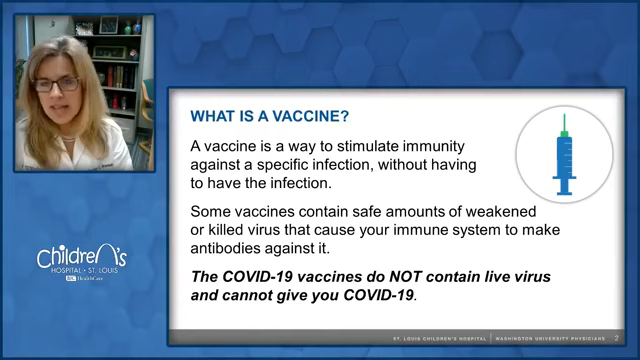 WHAT IS A VACCINE?
A vaccine is a way to stimulate immunity
against a specific infection, without having
to have the infection.
Some vaccines contain safe amounts of weakened
or killed virus that cause your immune system to make
antibodies against it.
The COVID-19 vaccines do NOT contain live virus
and cannot give you COVID-19.
Children's
HOSPITAL • ST. LOUIS
BJC HealthCare
ST. LOUIS CHILDREN'S HOSPITAL | WASHINGTON UNIVERSITY PHYSICIANS 2